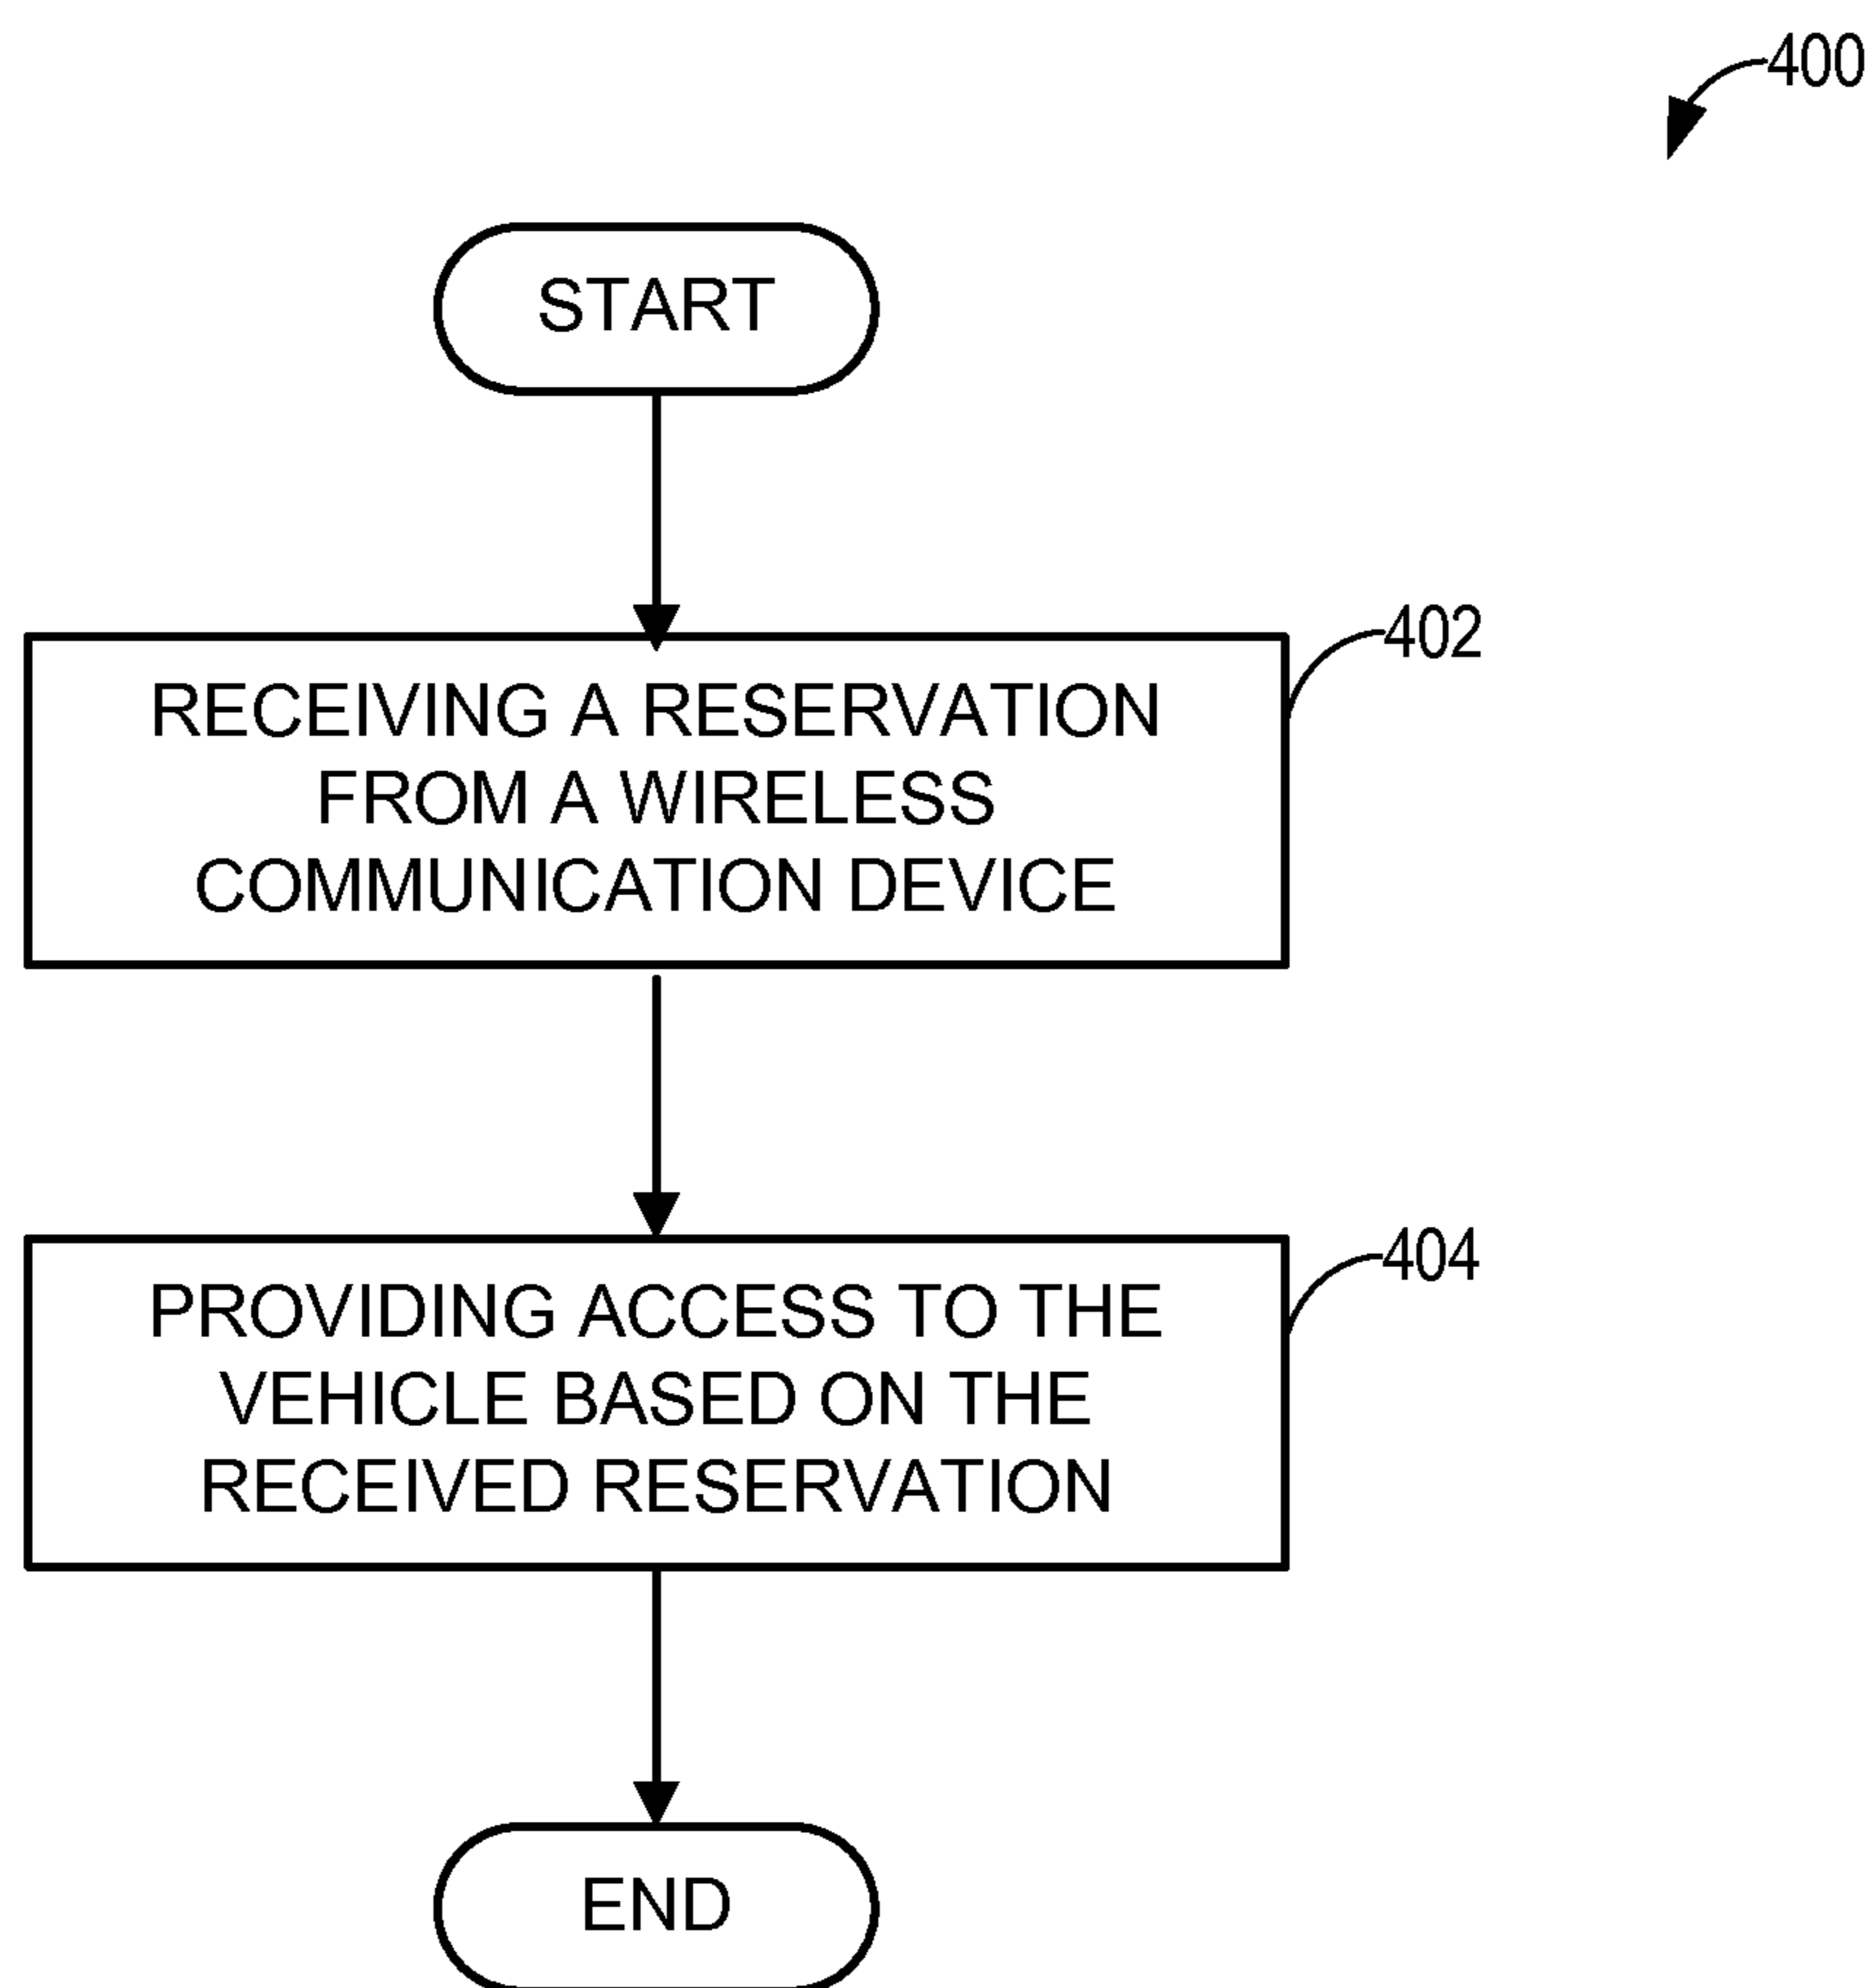 400
START
402
RECEIVING A RESERVATION
FROM A WIRELESS
COMMUNICATION DEVICE
404
PROVIDING ACCESS TO THE
VEHICLE BASED ON THE
RECEIVED RESERVATION
END